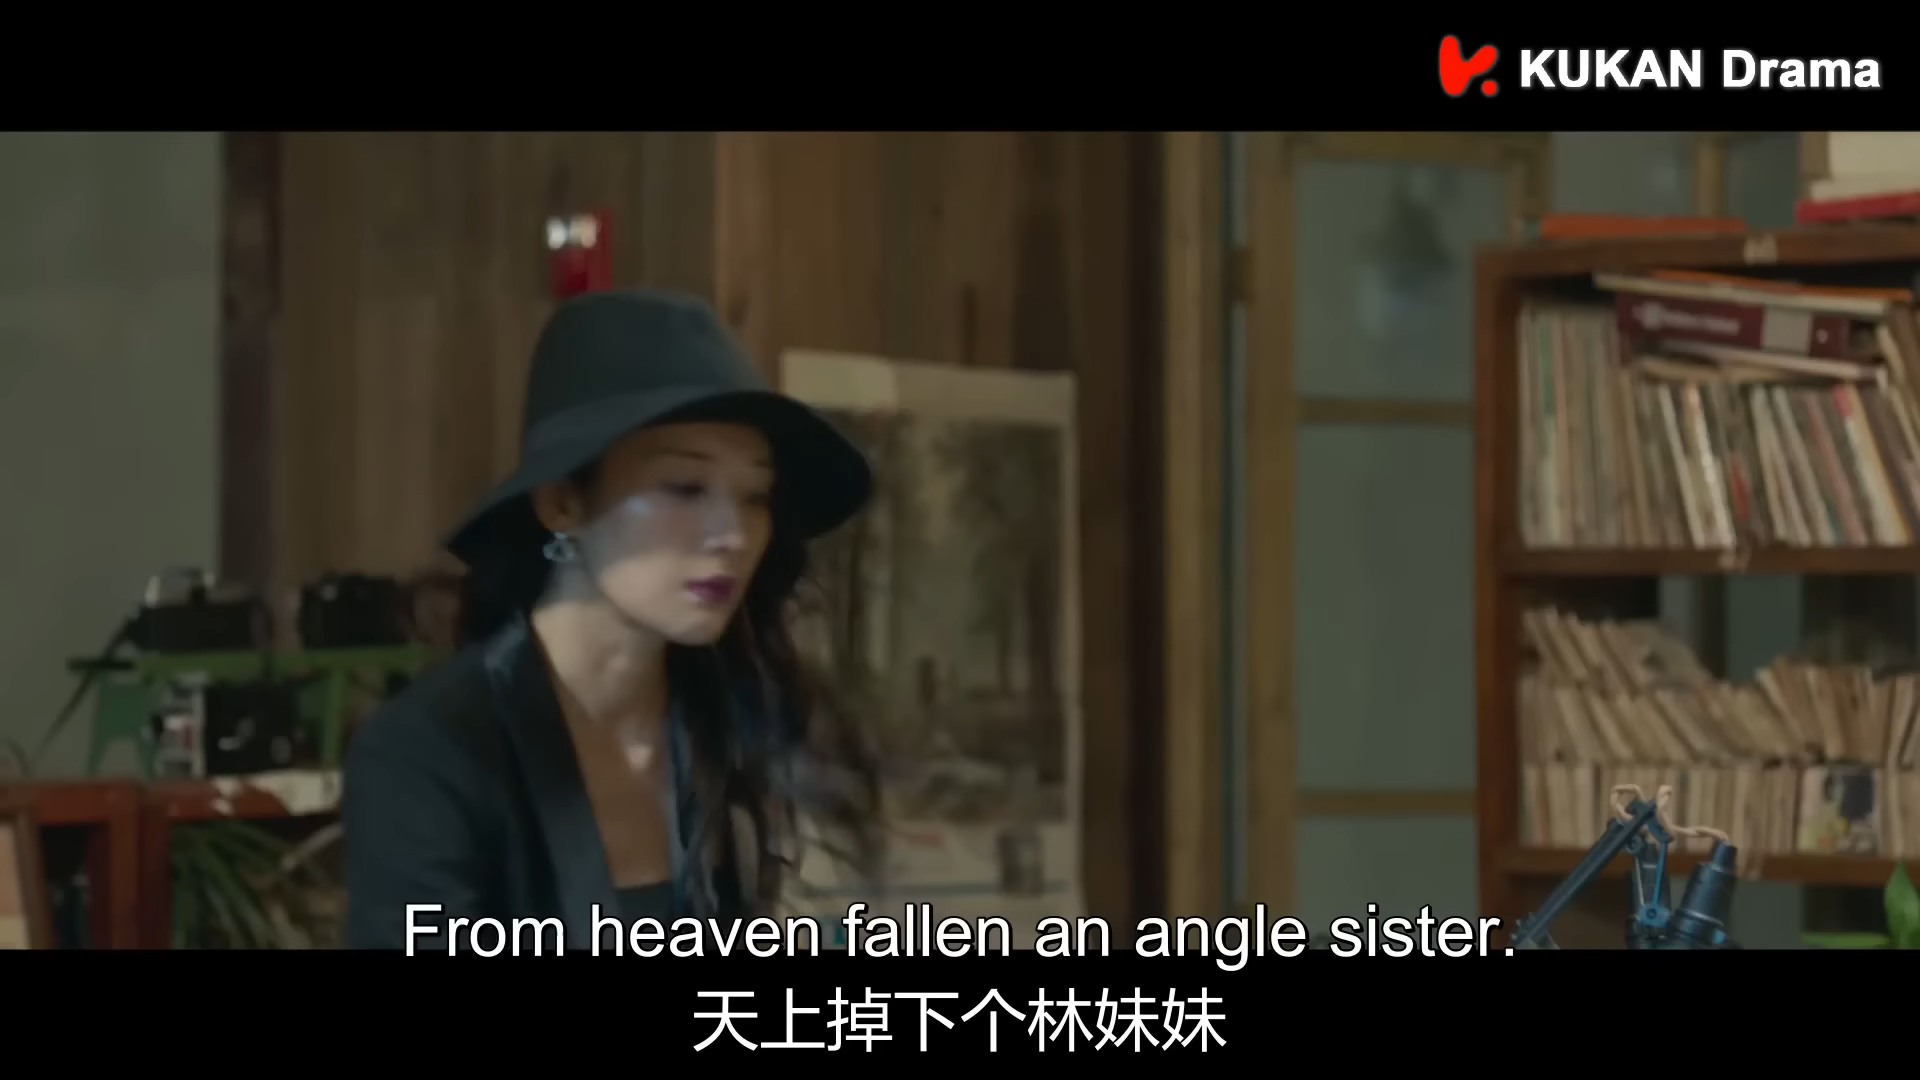 KUKAN Drama
From heaven fallen an angle sister.
天上掉下个林妹妹